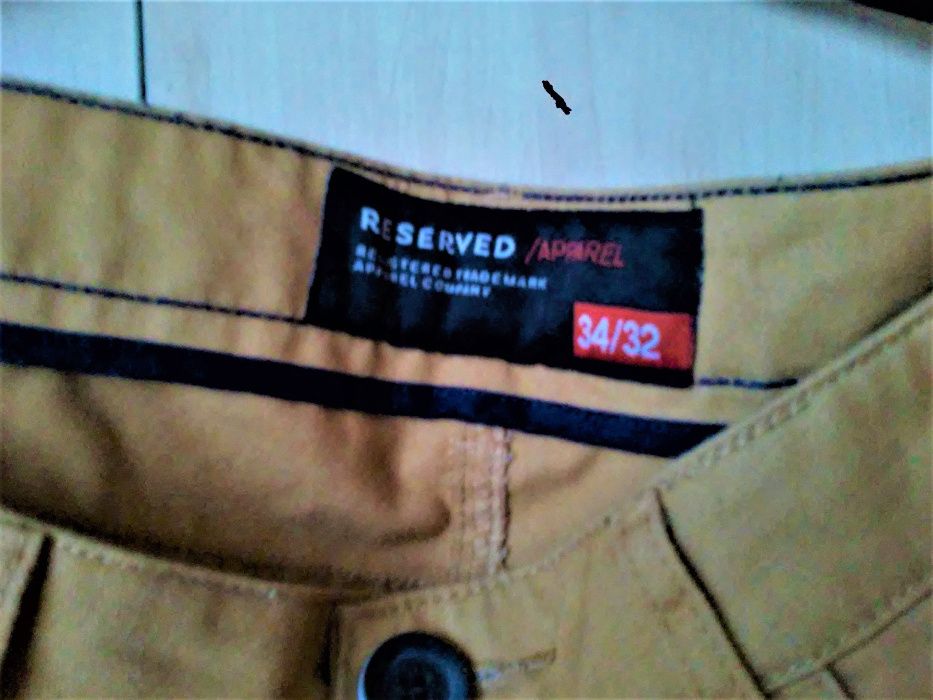 RESERVED /APPAREL
REGISTERED TRADEMARK
APPAREL COMPANY
34/32